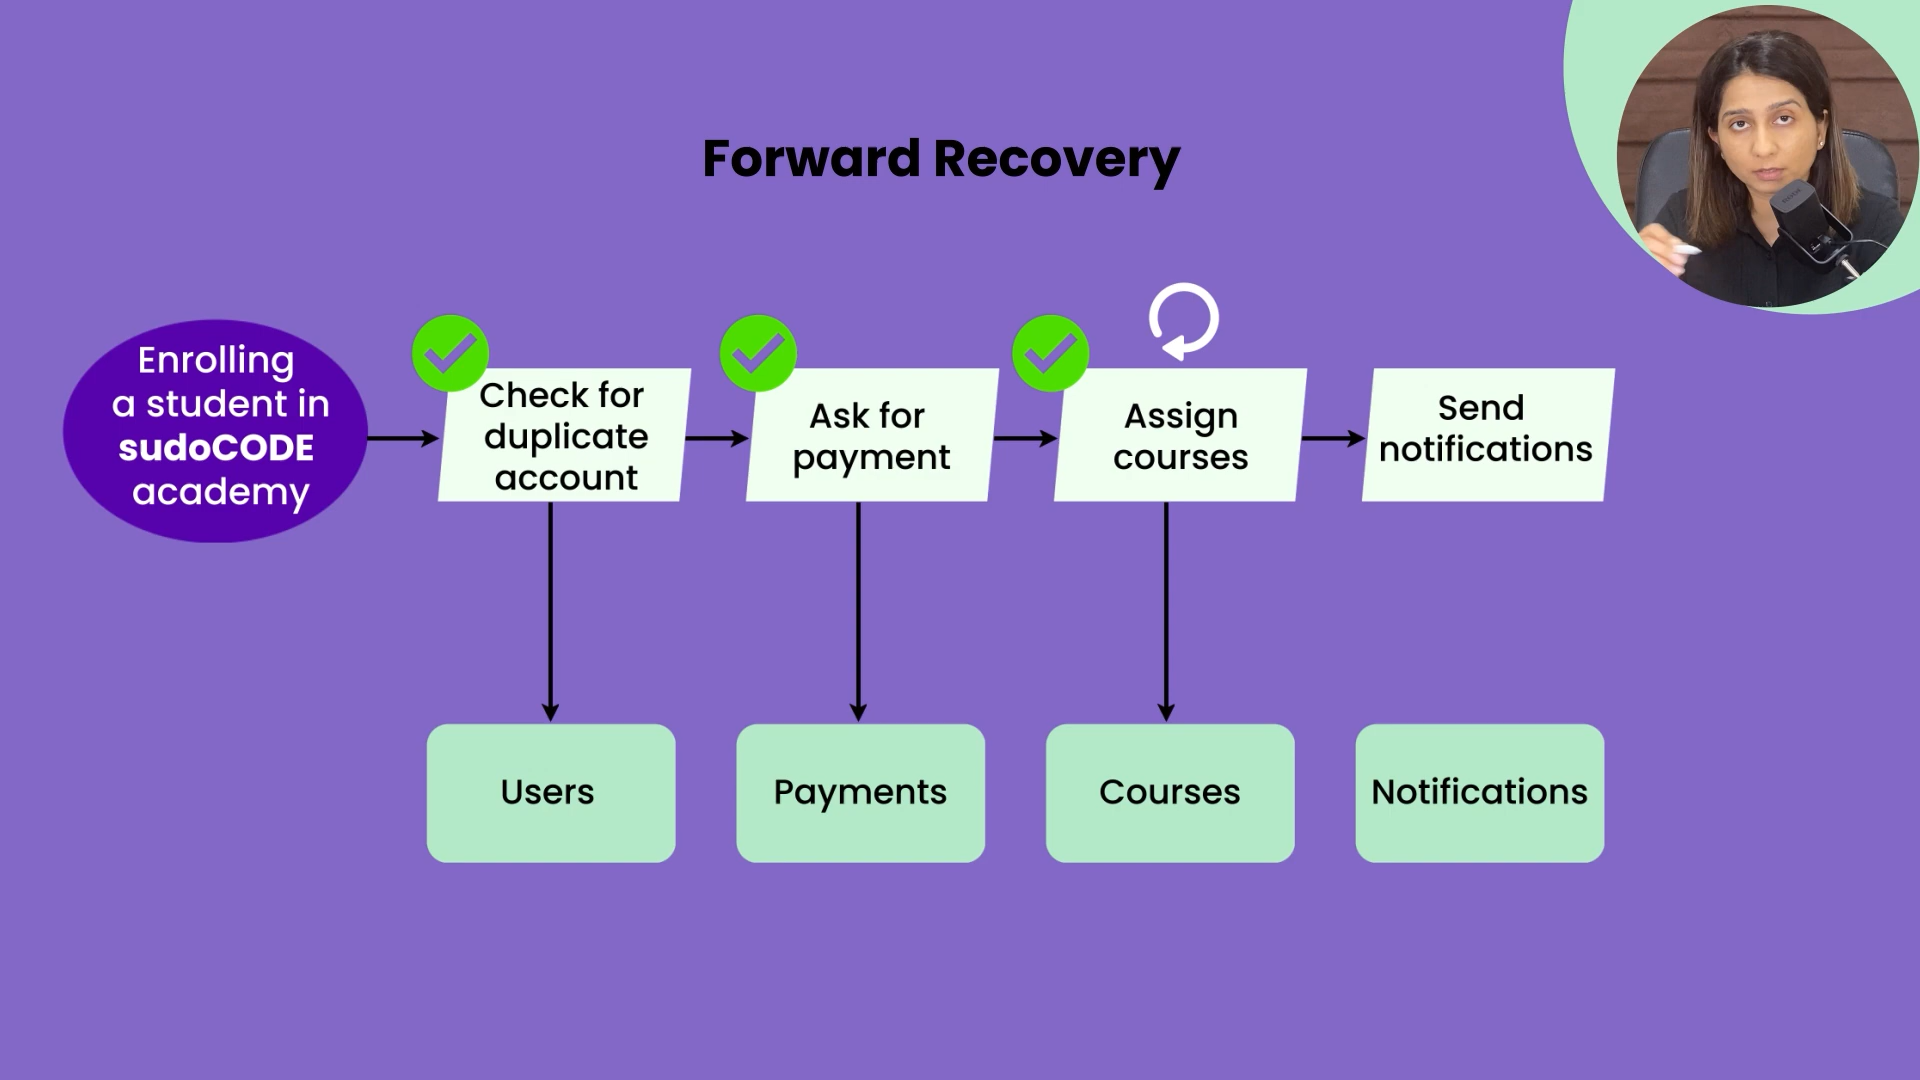 Forward Recovery
Enrolling
a student in
sudoCODE
academy
Check for
duplicate
account
Ask for
payment
Assign
courses
Send
notifications
Users
Payments
Courses
Notifications